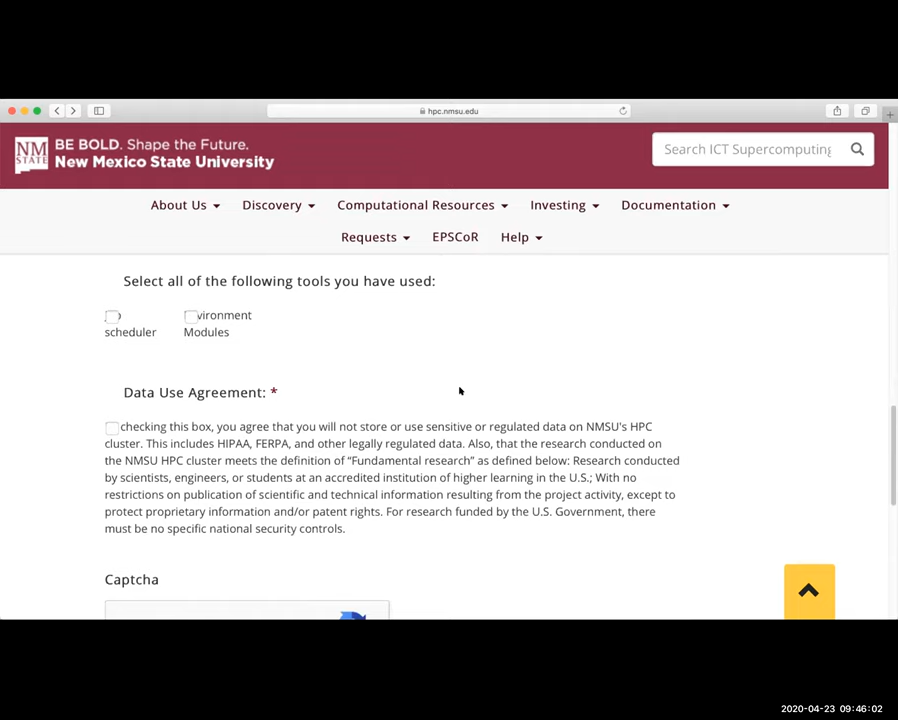 hpc.nmsu.edu
NM
STATE
BE BOLD. Shape the Future.
New Mexico State University
Search ICT Supercomputing
About Us
Discovery
Computational Resources
Investing
Documentation
Requests
EPSCoR
Help
Select all of the following tools you have used:
scheduler
vironment
Modules
Data Use Agreement: *
checking this box, you agree that you will not store or use sensitive or regulated data on NMSU's HPC
cluster. This includes HIPAA, FERPA, and other legally regulated data. Also, that the research conducted on
the NMSU HPC cluster meets the definition of “Fundamental research” as defined below: Research conducted
by scientists, engineers, or students at an accredited institution of higher learning in the U.S.; With no
restrictions on publication of scientific and technical information resulting from the project activity, except to
protect proprietary information and/or patent rights. For research funded by the U.S. Government, there
must be no specific national security controls.
Captcha
2020-04-23 09:46:02